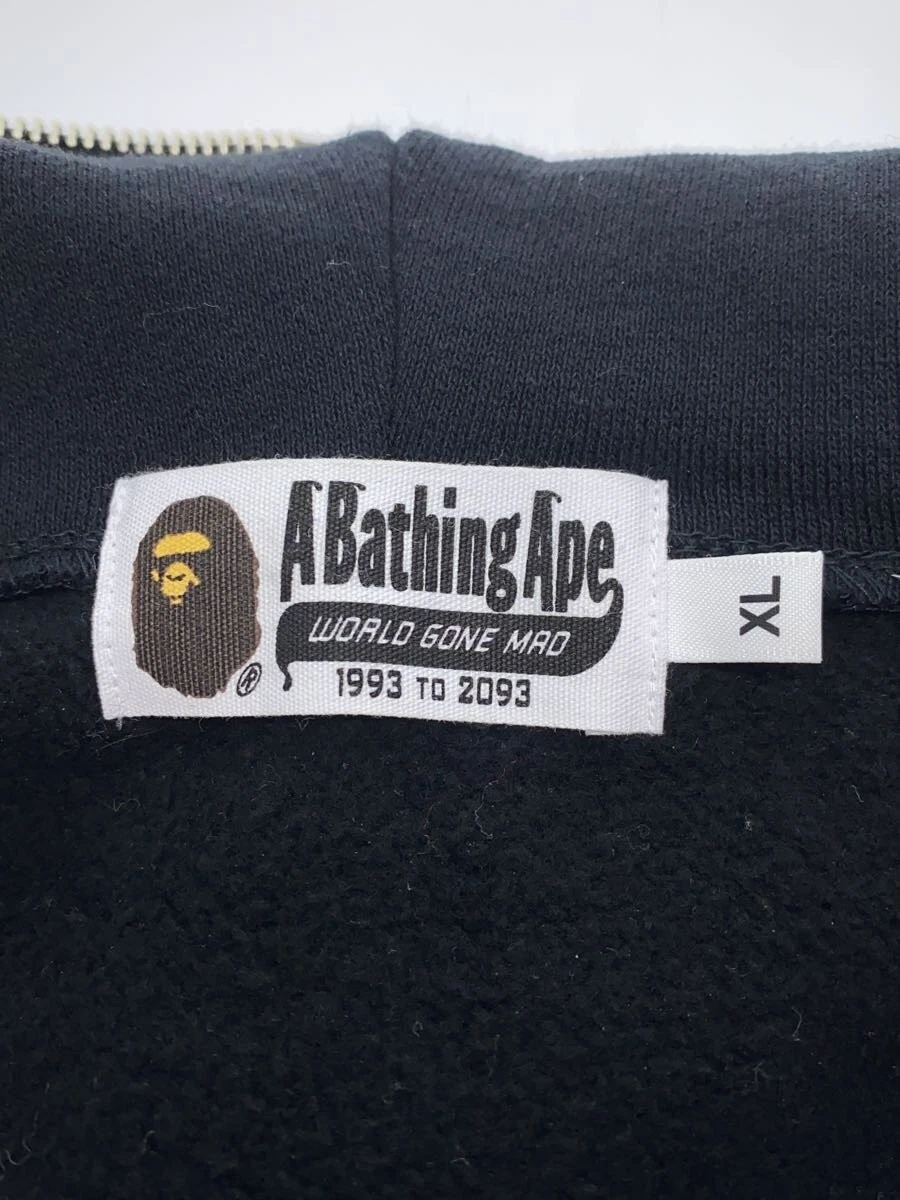 A Bathing Ape
WORLD GONE MAD
1993 TO 2093
®
XL